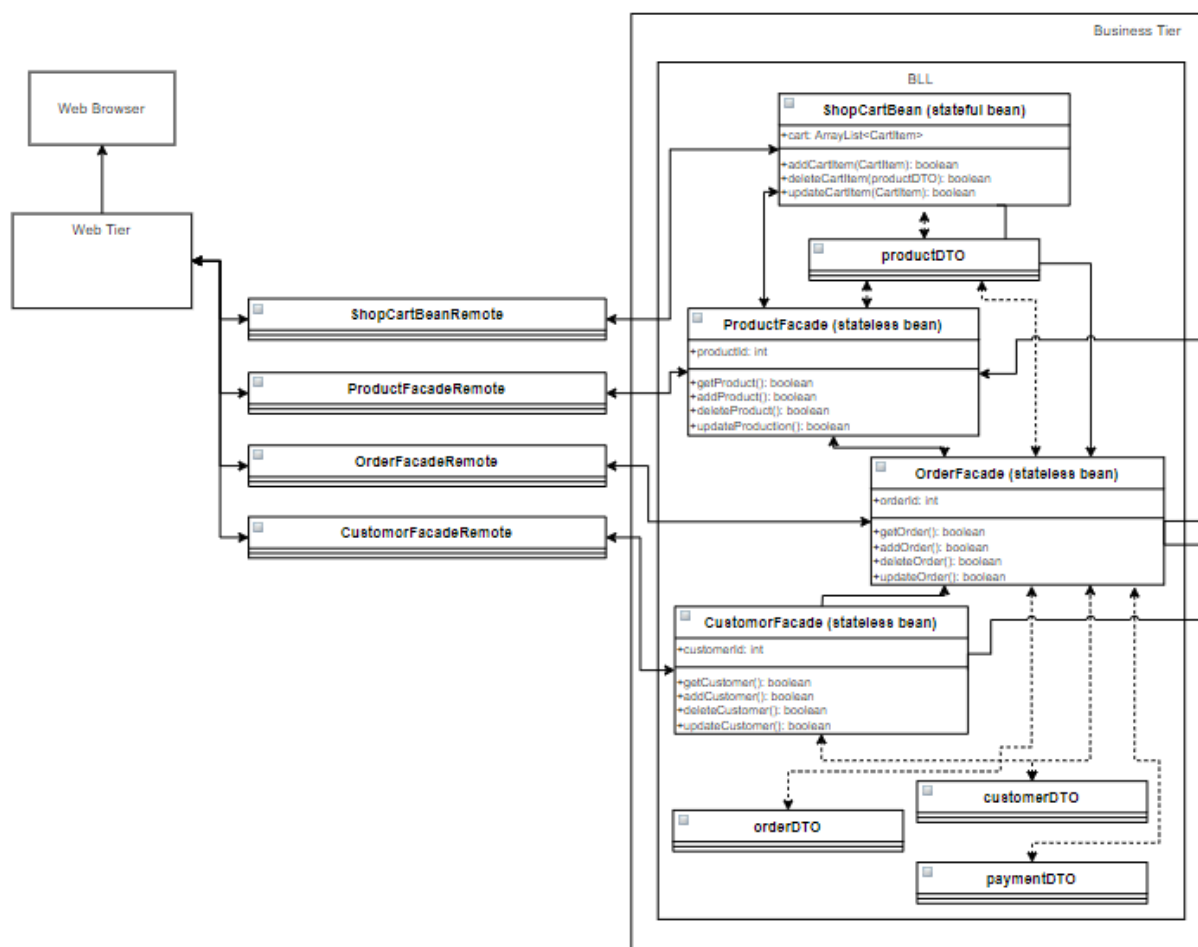 Business Tier
BLL
Web Browser
Web Tier
ShopCartBean (stateful bean)
+cart: ArrayList<CartItem>
+addCartItem(CartItem): boolean
+deleteCartItem(productDTO): boolean
+updateCartItem(CartItem): boolean
productDTO
ShopCartBeanRemote
ProductFacadeRemote
OrderFacadeRemote
CustomorFacadeRemote
ProductFacade (stateless bean)
+productId: int
+getProduct(): boolean
+addProduct(): boolean
+deleteProduct(): boolean
+updateProduction(): boolean
OrderFacade (stateless bean)
+orderId: int
+getOrder(): boolean
+addOrder(): boolean
+deleteOrder(): boolean
+updateOrder(): boolean
CustomorFacade (stateless bean)
+customerId: int
+getCustomer(): boolean
+addCustomer(): boolean
+deleteCustomer(): boolean
+updateCustomer(): boolean
customerDTO
orderDTO
paymentDTO